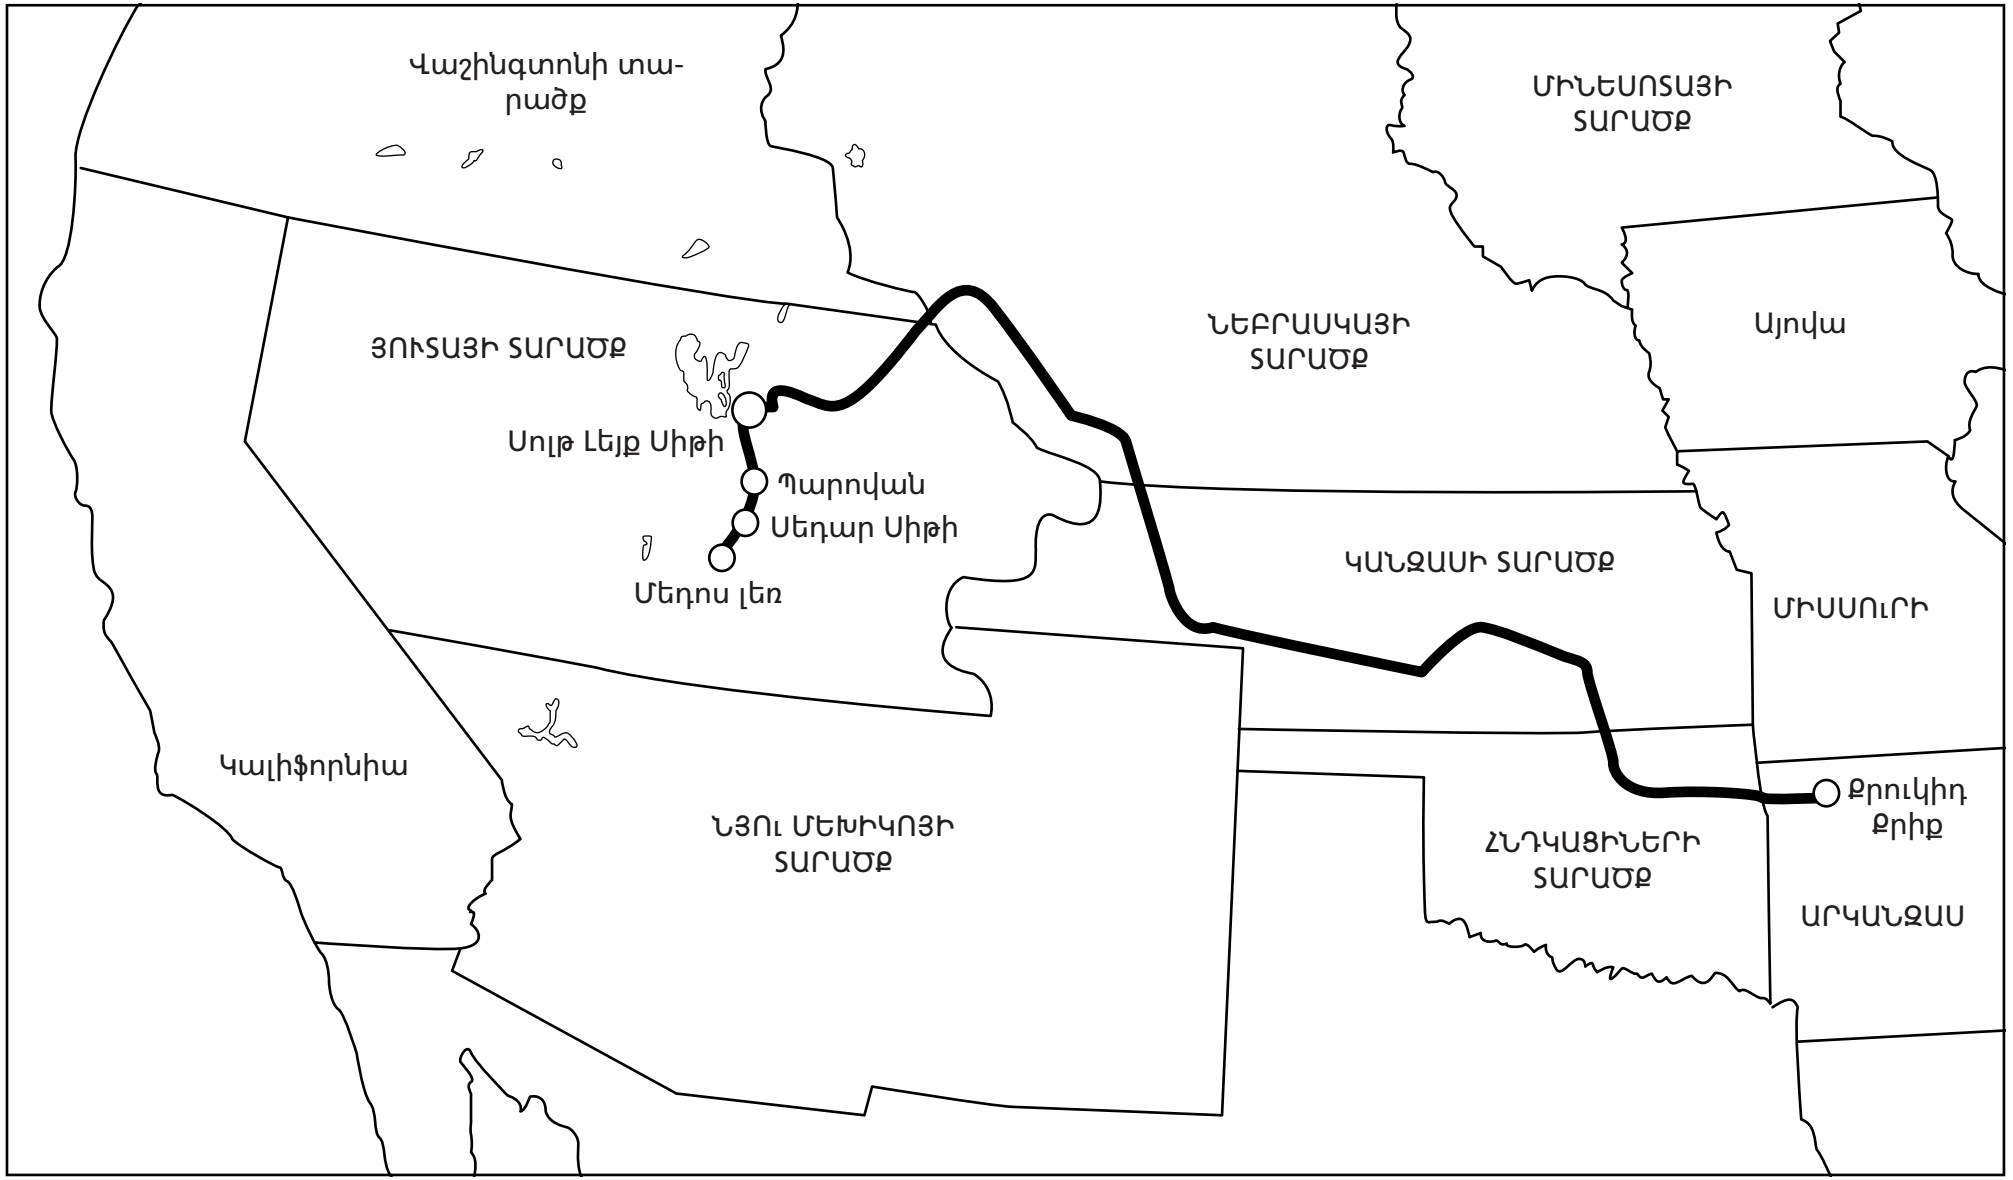 Վաշինգտոնի տա-
րածք
ՄԻՆԵՍՈՏԱՅԻ
ՏԱՐԱԾՔ
ՆԵԲՐԱՍԿԱՅԻ
ՏԱՐԱԾՔ
Այովա
ՅՈՒՏԱՅԻ ՏԱՐԱԾՔ
Սոլթ Լեյք Սիթի
Պարովան
Սեդար Սիթի
Մեդոս լեռ
ԿԱՆԶԱՍԻ ՏԱՐԱԾՔ
ՄԻՍՍՈւՐԻ
Կալիֆորնիա
ՆՅՈւ ՄԵԽԻԿՈՅԻ
ՏԱՐԱԾՔ
ՀՆԴԿԱՑԻՆԵՐԻ
ՏԱՐԱԾՔ
Քրուկիդ
Քրիք
ԱՐԿԱՆԶԱՍ